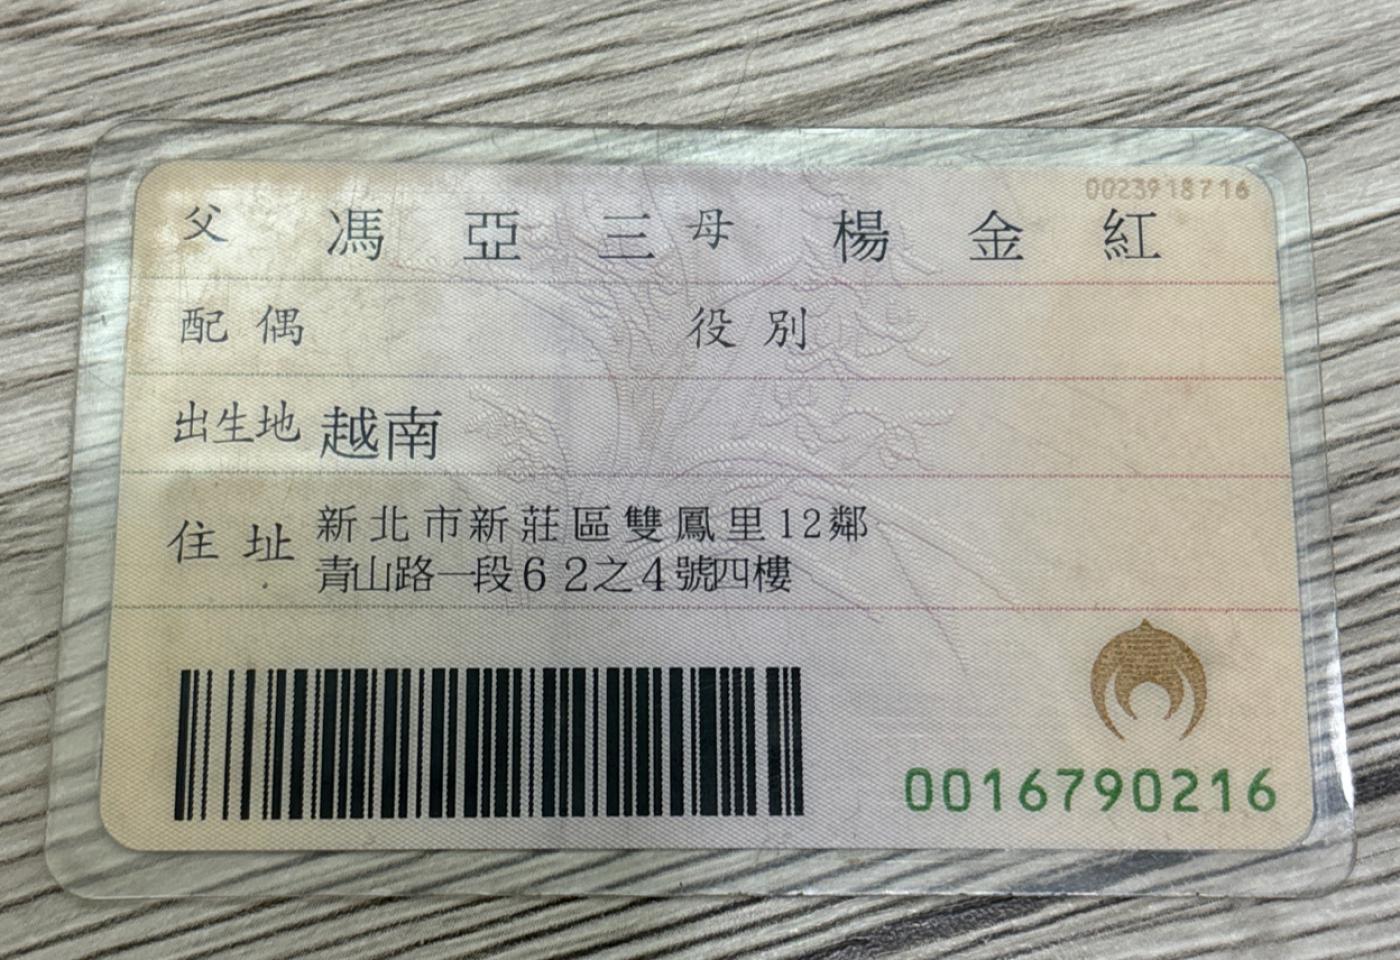 0023918716
父 馮亞三 母 楊金紅
配偶 役別
出生地 越南
住址 新北市新莊區雙鳳里12鄰
青山路一段62之4號四樓
0016790216